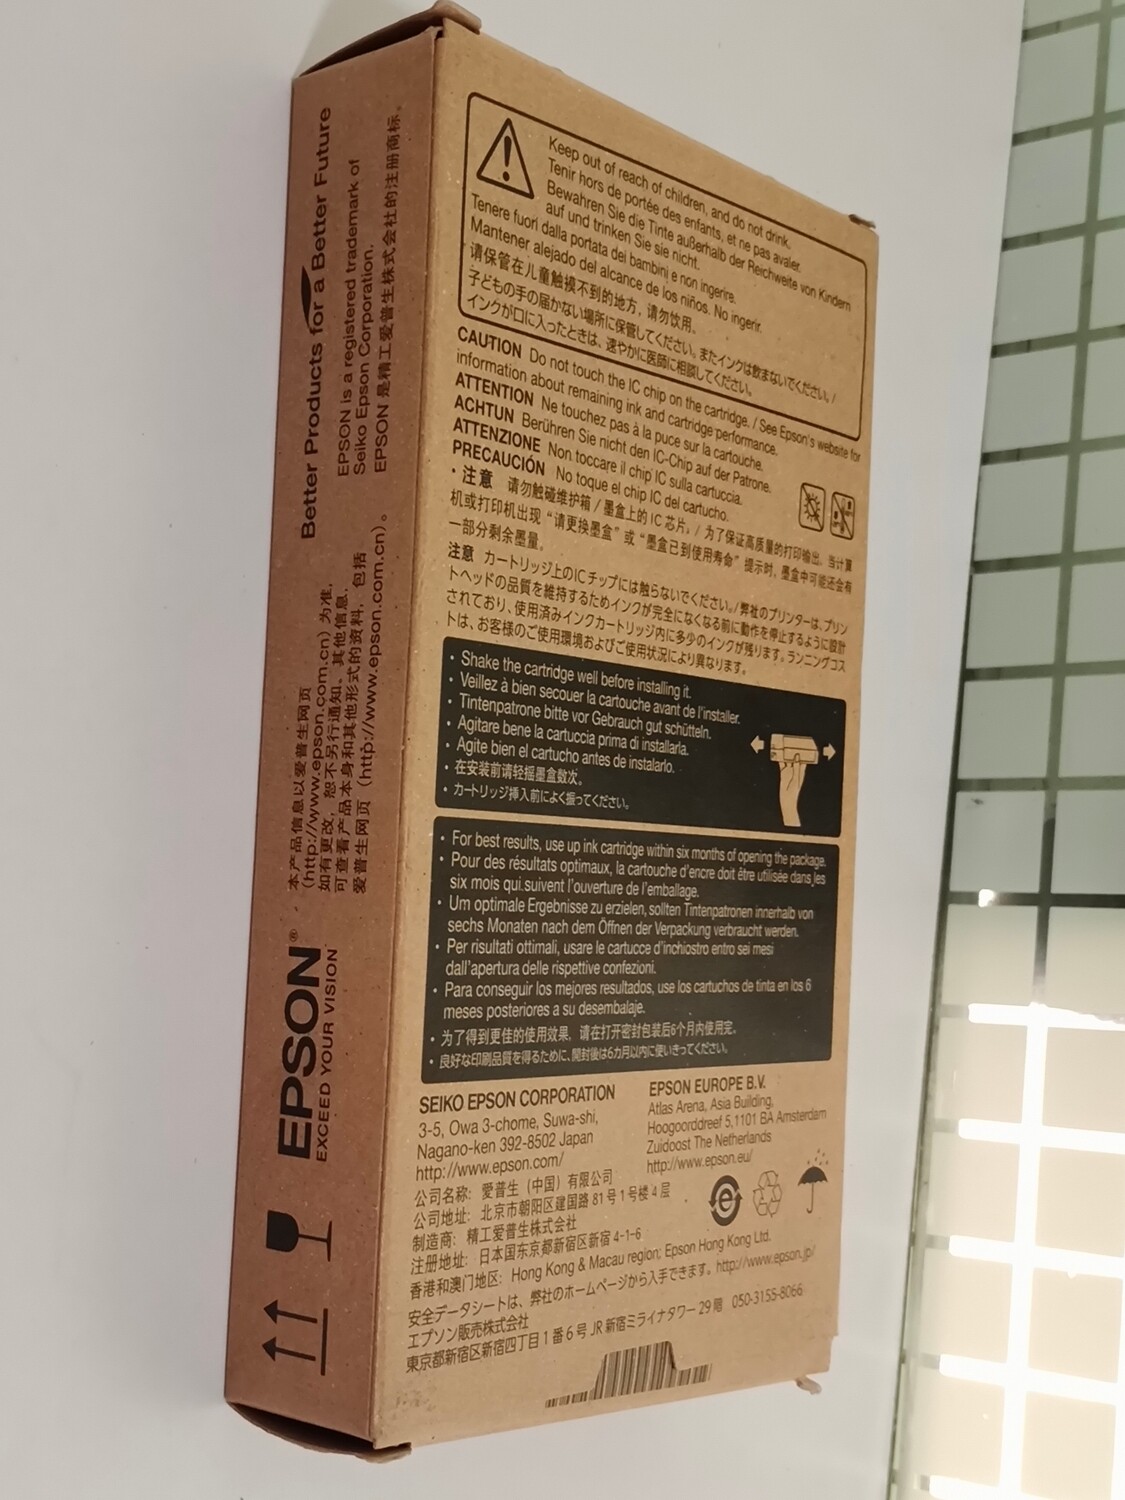 Better Products for a Better Future
EPSON is a registered trademark of
Seiko Epson Corporation.
EPSON 是精工爱普生株式会社的注册商标。
本产品信息以爱普生网页
(http://www.epson.com.cn) 为准,
如有更改，恕不另行通知。其他信息,
可查看产品本身和其他形式的资料，包括
爱普生网页 (http://www.epson.com.cn)。
EPSON®
EXCEED YOUR VISION
Keep out of reach of children, and do not drink.
Tenir hors de portée des enfants, et ne pas avaler.
Bewahren Sie die Tinte außerhalb der Reichweite von Kindern
auf und trinken Sie sie nicht.
Tenere fuori dalla portata dei bambini e non ingerire.
Mantener alejado del alcance de los niños. No ingerir.
请保管在儿童触摸不到的地方，请勿饮用。
子どもの手の届かない場所に保管してください。またインクは飲まないでください。/
インクが口に入ったときは、速やかに医師に相談してください。
CAUTION Do not touch the IC chip on the cartridge. / See Epson's website for
information about remaining ink and cartridge performance.
ATTENTION Ne touchez pas à la puce sur la cartouche.
ACHTUN Berühren Sie nicht den IC-Chip auf der Patrone.
ATTENZIONE Non toccare il chip IC sulla cartuccia.
PRECAUCIÓN No toque el chip IC del cartucho.
・注意 请勿触碰维护箱 / 墨盒上的 IC 芯片。/ 为了保证高质量的打印输出，当计算
机或打印机出现“请更换墨盒”或“墨盒已到使用寿命”提示时，墨盒中可能还会有
一部分剩余墨量。
注意 カートリッジ上のICチップには触らないでください。/弊社のプリンターは、プリン
トヘッドの品質を維持するためインクが完全になくなる前に動作を停止するように設計
されており、使用済みインクカートリッジ内に多少のインクが残ります。ランニングコス
トは、お客様のご使用環境およびご使用状況により異なります。
• Shake the cartridge well before installing it.
• Veillez à bien secouer la cartouche avant de l'installer.
• Tintenpatrone bitte vor Gebrauch gut schütteln.
• Agitare bene la cartuccia prima di installarla.
• Agite bien el cartucho antes de instalarlo.
• 在安装前请轻摇墨盒数次。
• カートリッジ挿入前によく振ってください。
• For best results, use up ink cartridge within six months of opening the package.
• Pour des résultats optimaux, la cartouche d'encre doit être utilisée dans les
six mois qui suivent l'ouverture de l'emballage.
• Um optimale Ergebnisse zu erzielen, sollten Tintenpatronen innerhalb von
sechs Monaten nach dem Öffnen der Verpackung verbraucht werden.
• Per risultati ottimali, usare le cartucce d'inchiostro entro sei mesi
dall'apertura delle rispettive confezioni.
• Para conseguir los mejores resultados, use los cartuchos de tinta en los 6
meses posteriores a su desembalaje.
• 为了得到更佳的使用效果，请在打开密封包装后6个月内使用完。
• 良好な印刷品質を得るために、開封後は6カ月以内に使いきってください。
SEIKO EPSON CORPORATION
3-5, Owa 3-chome, Suwa-shi,
Nagano-ken 392-8502 Japan
http://www.epson.com/
EPSON EUROPE B.V.
Atlas Arena, Asia Building,
Hoogoorddreef 5,1101 BA Amsterdam
Zuidoost The Netherlands
http://www.epson.eu/
公司名称: 爱普生 (中国) 有限公司
公司地址: 北京市朝阳区建国路 81 号 1 号楼 4 层
制造商: 精工爱普生株式会社
注册地址: 日本国东京都新宿区新宿 4-1-6
香港和澳门地区: Hong Kong & Macau region: Epson Hong Kong Ltd.
安全データシートは、弊社のホームページから入手できます。http://www.epson.jp/
エプソン販売株式会社
東京都新宿区新宿四丁目 1 番 6 号 JR 新宿ミライナタワー 29 階 050-3155-8066